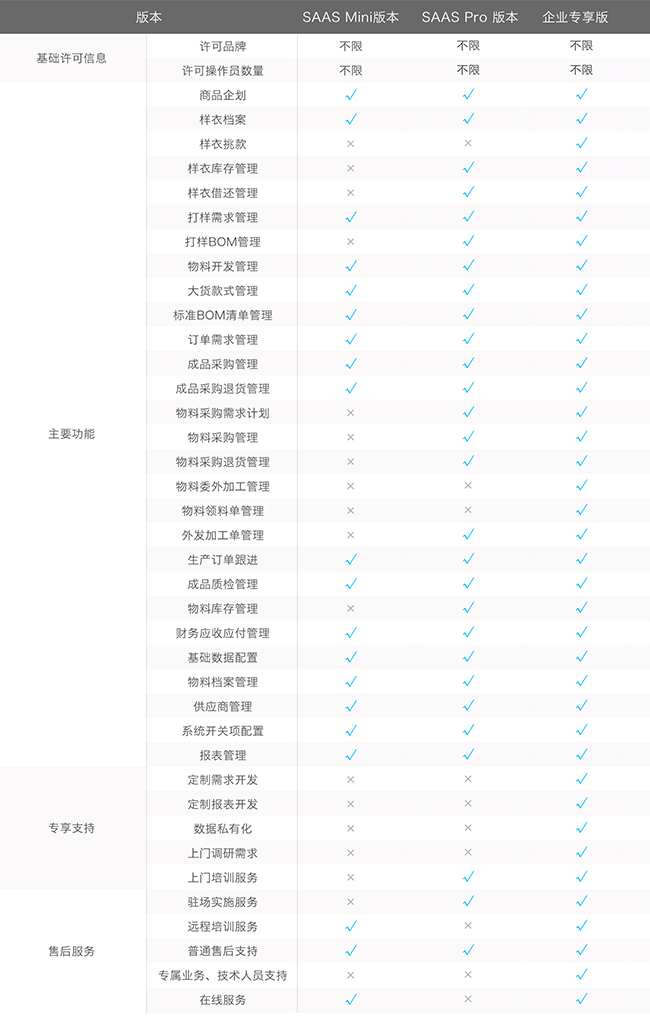 版本 SAAS Mini版本 SAAS Pro 版本 企业专享版
许可品牌 不限 不限 不限
基础许可信息
许可操作员数量 不限 不限 不限
商品企划 √ √ √
样衣档案 √ √ √
样衣挑款 × × √
样衣库存管理 × √ √
样衣借还管理 × √ √
打样需求管理 √ √ √
打样BOM管理 × √ √
物料开发管理 √ √ √
大货款式管理 √ √ √
标准BOM清单管理 √ √ √
订单需求管理 √ √ √
成品采购管理 √ √ √
成品采购退货管理 √ √ √
物料采购需求计划 × √ √
主要功能
物料采购管理 × √ √
物料采购退货管理 × √ √
物料委外加工管理 × × √
物料领料单管理 × × √
外发加工单管理 × √ √
生产订单跟进 √ √ √
成品质检管理 √ √ √
物料库存管理 × √ √
财务应收应付管理 √ √ √
基础数据配置 √ √ √
物料档案管理 √ √ √
供应商管理 √ √ √
系统开关项配置 √ √ √
报表管理 √ √ √
定制需求开发 × × √
定制报表开发 × × √
专享支持
数据私有化 × × √
上门调研需求 × × √
上门培训服务 × √ √
驻场实施服务 × √ √
远程培训服务 √ × √
售后服务
普通售后支持 √ √ √
专属业务、技术人员支持 × × √
在线服务 √ × √